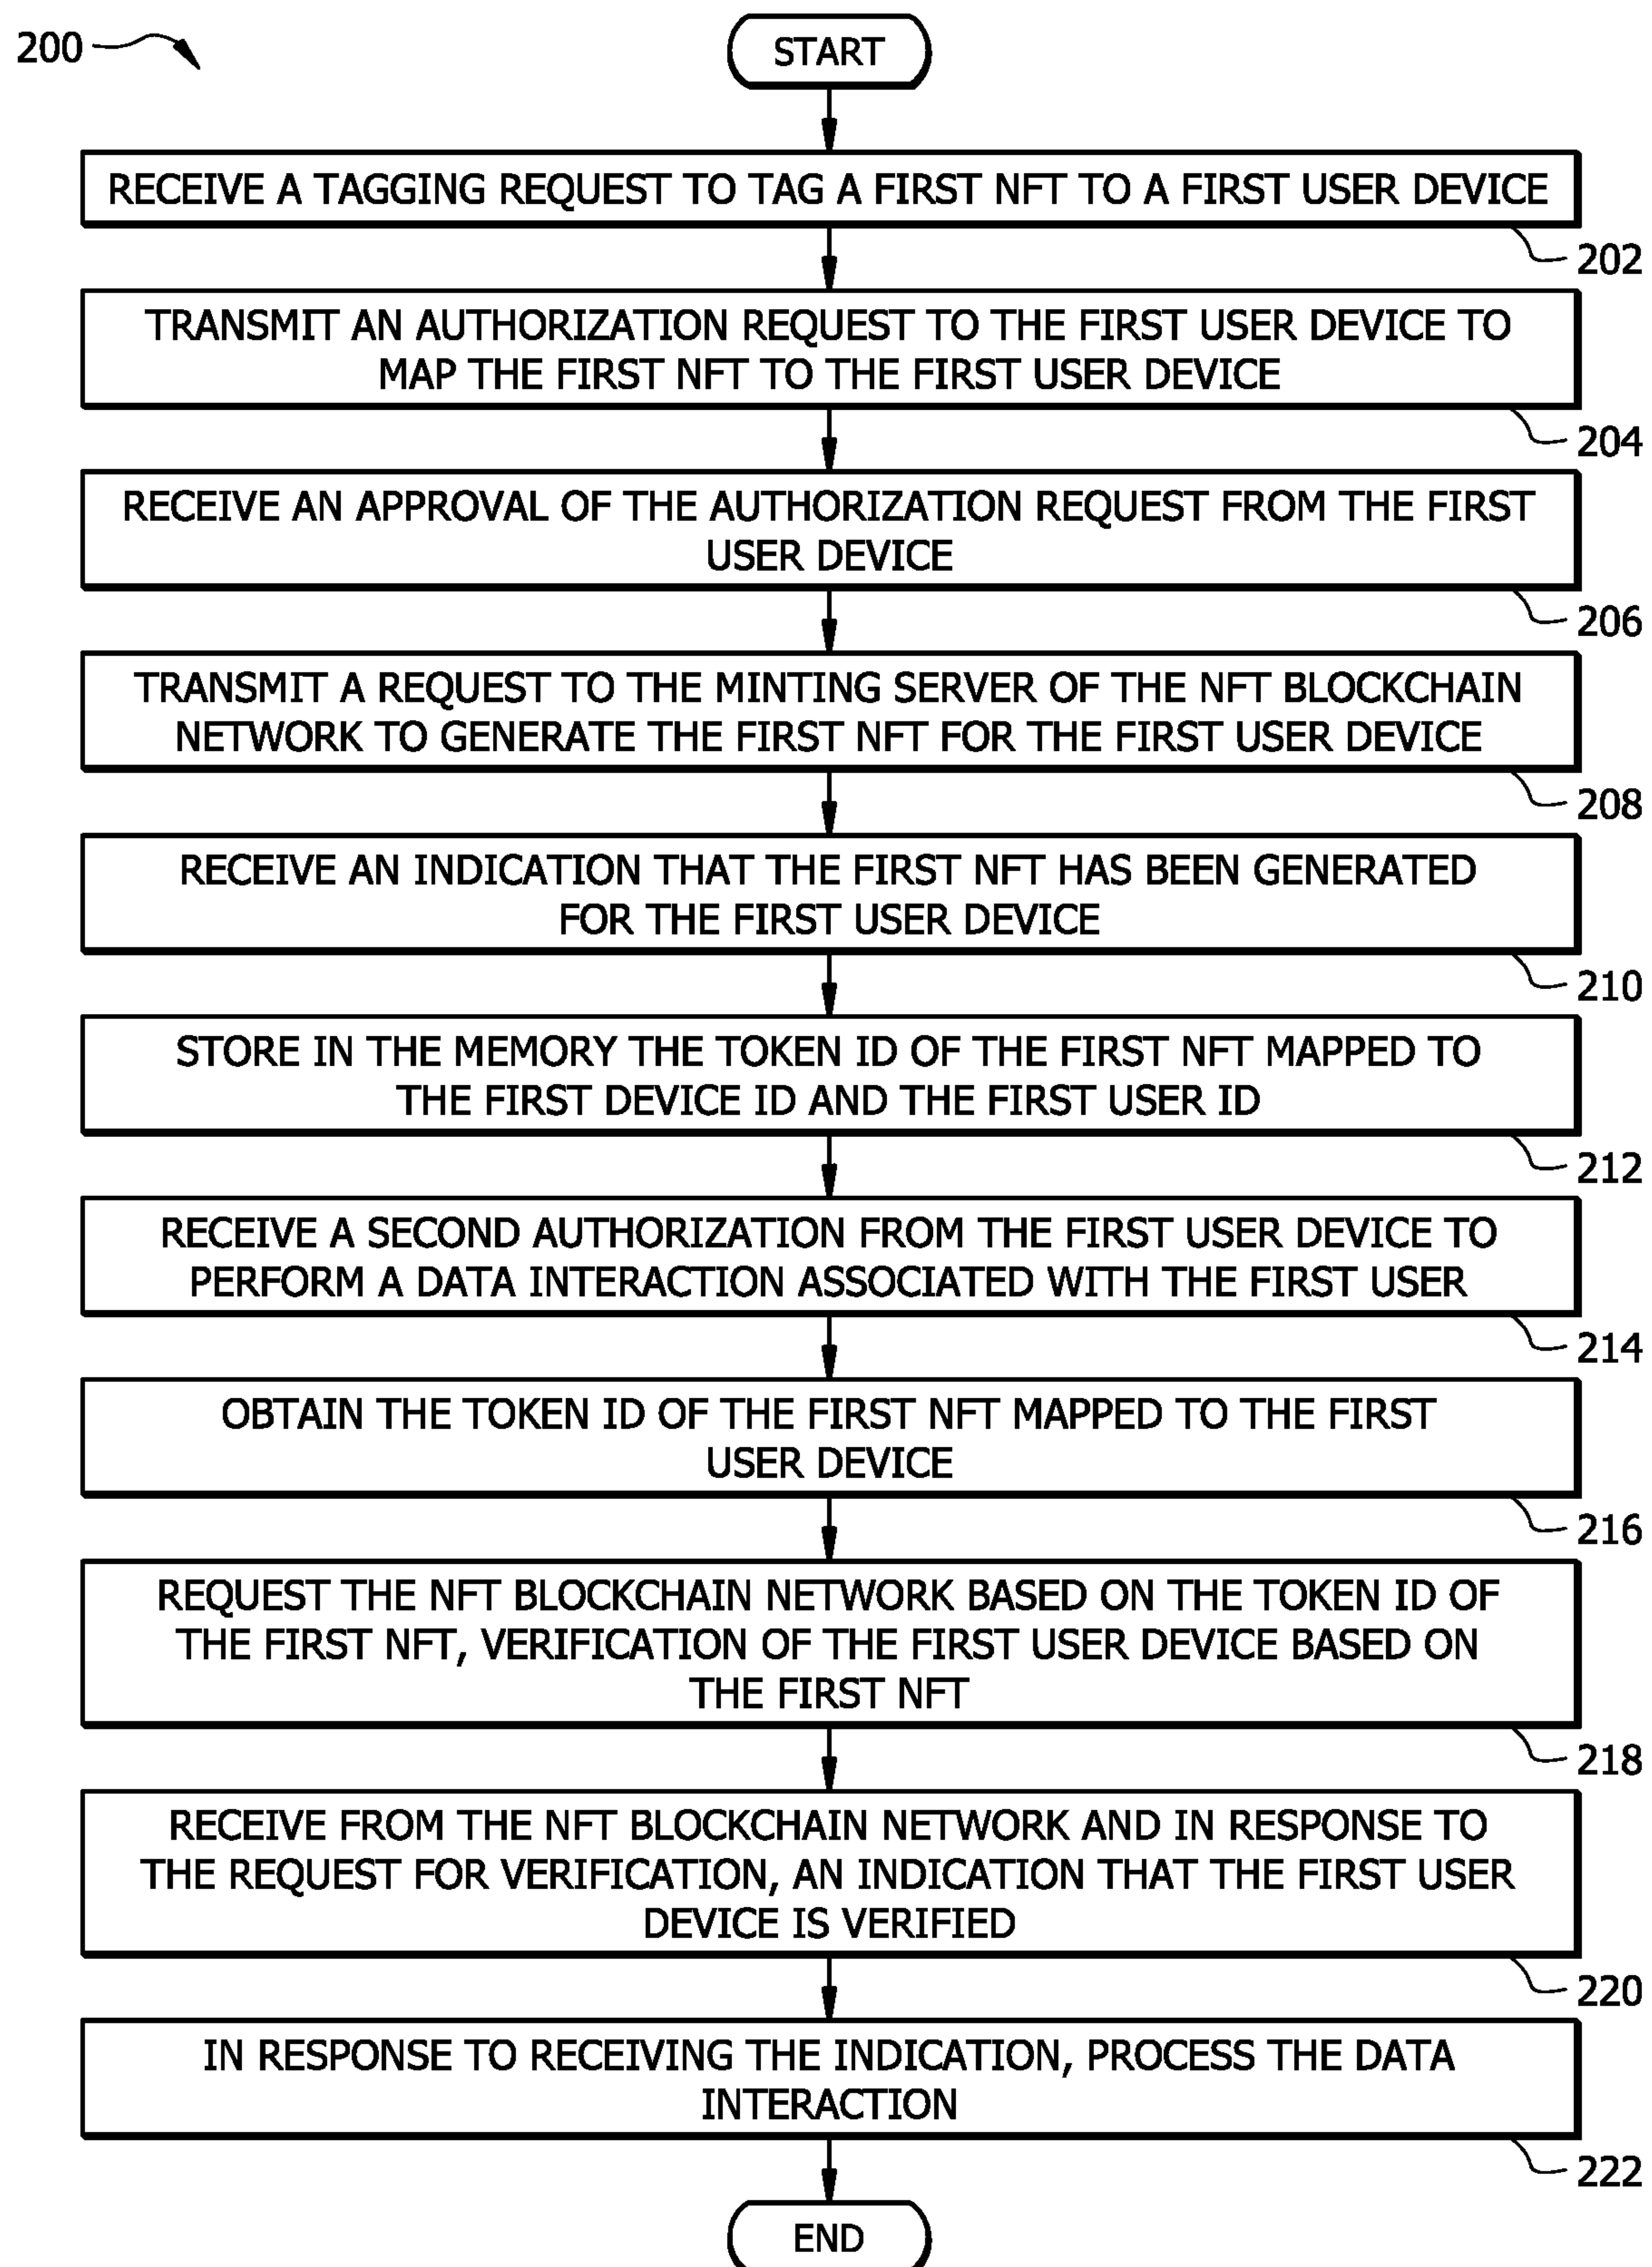 200
START
RECEIVE A TAGGING REQUEST TO TAG A FIRST NFT TO A FIRST USER DEVICE
202
TRANSMIT AN AUTHORIZATION REQUEST TO THE FIRST USER DEVICE TO
MAP THE FIRST NFT TO THE FIRST USER DEVICE
204
RECEIVE AN APPROVAL OF THE AUTHORIZATION REQUEST FROM THE FIRST
USER DEVICE
206
TRANSMIT A REQUEST TO THE MINTING SERVER OF THE NFT BLOCKCHAIN
NETWORK TO GENERATE THE FIRST NFT FOR THE FIRST USER DEVICE
208
RECEIVE AN INDICATION THAT THE FIRST NFT HAS BEEN GENERATED
FOR THE FIRST USER DEVICE
210
STORE IN THE MEMORY THE TOKEN ID OF THE FIRST NFT MAPPED TO
THE FIRST DEVICE ID AND THE FIRST USER ID
212
RECEIVE A SECOND AUTHORIZATION FROM THE FIRST USER DEVICE TO
PERFORM A DATA INTERACTION ASSOCIATED WITH THE FIRST USER
214
OBTAIN THE TOKEN ID OF THE FIRST NFT MAPPED TO THE FIRST
USER DEVICE
216
REQUEST THE NFT BLOCKCHAIN NETWORK BASED ON THE TOKEN ID OF
THE FIRST NFT, VERIFICATION OF THE FIRST USER DEVICE BASED ON
THE FIRST NFT
218
RECEIVE FROM THE NFT BLOCKCHAIN NETWORK AND IN RESPONSE TO
THE REQUEST FOR VERIFICATION, AN INDICATION THAT THE FIRST USER
DEVICE IS VERIFIED
220
IN RESPONSE TO RECEIVING THE INDICATION, PROCESS THE DATA
INTERACTION
222
END